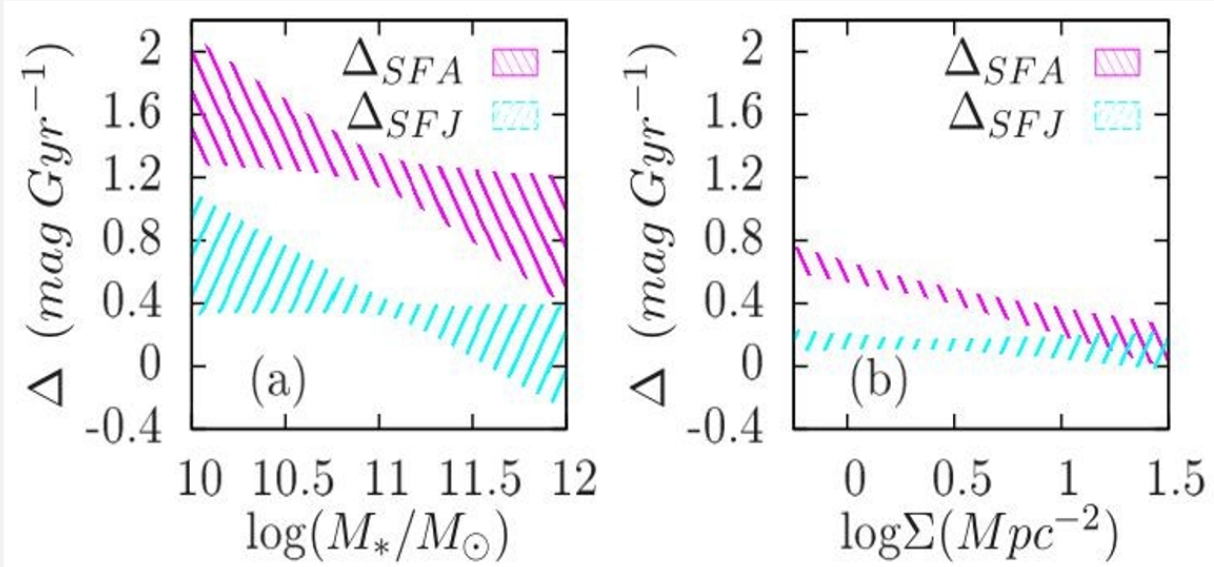 Δ (mag Gyr⁻¹)
2
1.6
1.2
0.8
0.4
0
-0.4
Δ_SFA
Δ_SFJ
(a)
10 10.5 11 11.5 12
log(M_*/M_⊙)
Δ (mag Gyr⁻¹)
2
1.6
1.2
0.8
0.4
0
-0.4
Δ_SFA
Δ_SFJ
(b)
0 0.5 1 1.5
logΣ(Mpc⁻²)